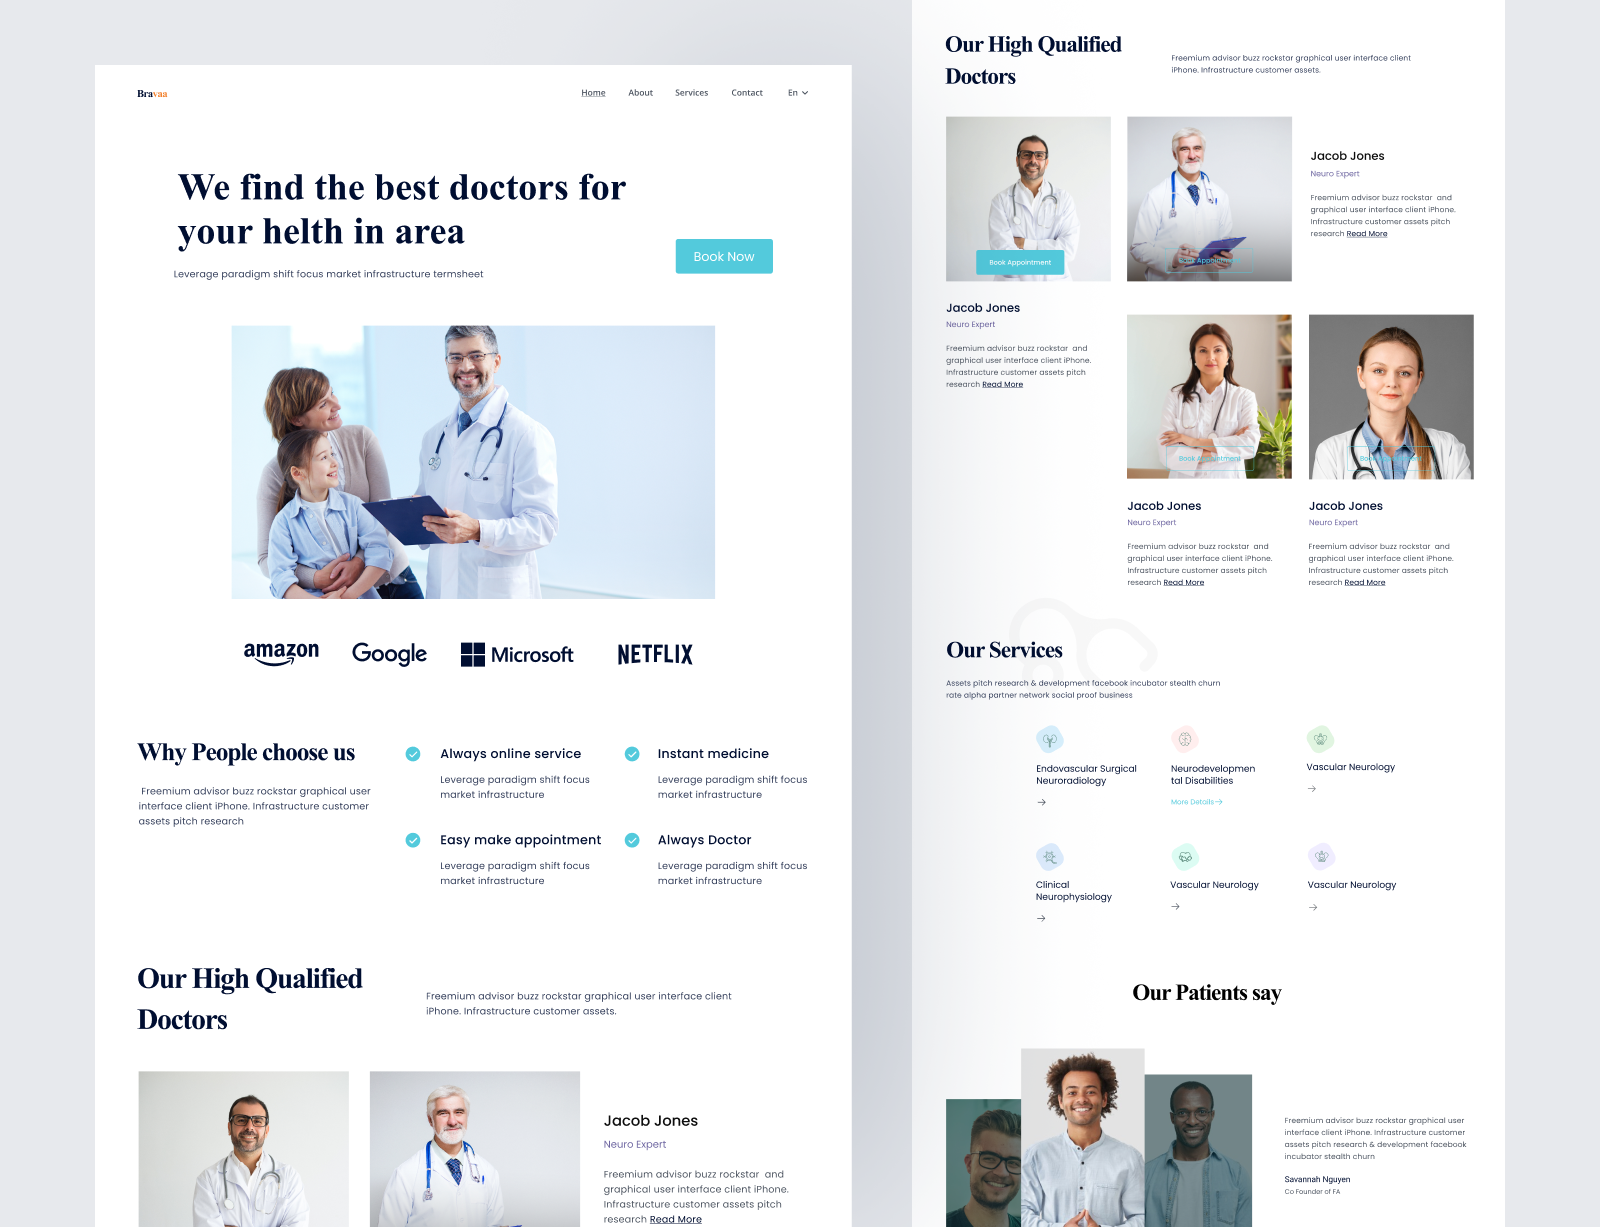 Bravaa
Home About Services Contact En
We find the best doctors for
your helth in area
Leverage paradigm shift focus market infrastructure termsheet
Book Now
amazon Google Microsoft NETFLIX
Why People choose us
Freemium advisor buzz rockstar graphical user
interface client iPhone. Infrastructure customer
assets pitch research
Always online service
Leverage paradigm shift focus
market infrastructure
Instant medicine
Leverage paradigm shift focus
market infrastructure
Easy make appointment
Leverage paradigm shift focus
market infrastructure
Always Doctor
Leverage paradigm shift focus
market infrastructure
Our High Qualified
Doctors
Freemium advisor buzz rockstar graphical user interface client
iPhone. Infrastructure customer assets.
Jacob Jones
Neuro Expert
Freemium advisor buzz rockstar and
graphical user interface client iPhone.
Infrastructure customer assets pitch
research Read More
Our High Qualified
Doctors
Freemium advisor buzz rockstar graphical user interface client
iPhone. Infrastructure customer assets.
Book Appointment
Book Appointment
Jacob Jones
Neuro Expert
Freemium advisor buzz rockstar and
graphical user interface client iPhone.
Infrastructure customer assets pitch
research Read More
Jacob Jones
Neuro Expert
Freemium advisor buzz rockstar and
graphical user interface client iPhone.
Infrastructure customer assets pitch
research Read More
Book Appointment
Jacob Jones
Neuro Expert
Freemium advisor buzz rockstar and
graphical user interface client iPhone.
Infrastructure customer assets pitch
research Read More
Jacob Jones
Neuro Expert
Freemium advisor buzz rockstar and
graphical user interface client iPhone.
Infrastructure customer assets pitch
research Read More
Our Services
Assets pitch research & development facebook incubator stealth churn
rate alpha partner network social proof business
Endovascular Surgical
Neuroradiology
Neurodevelopmen
tal Disabilities
More Details
Vascular Neurology
Clinical
Neurophysiology
Vascular Neurology
Vascular Neurology
Our Patients say
Freemium advisor buzz rockstar graphical user
interface client iPhone. Infrastructure customer
assets pitch research & development facebook
incubator stealth churn
Savannah Nguyen
Co Founder of FA